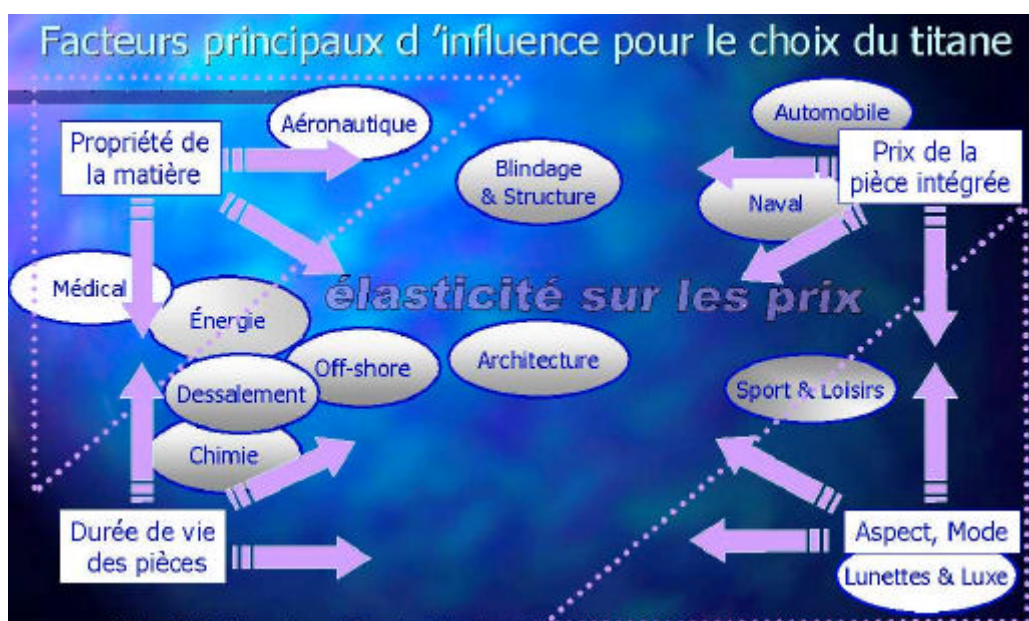 Facteurs principaux d ’influence pour le choix du titane
Aéronautique
Automobile
Propriété de
la matière
Blindage
& Structure
Prix de la
pièce intégrée
Naval
Médical
Énergie
élasticité sur les prix
Off-shore
Architecture
Dessalement
Sport & Loisirs
Chimie
Durée de vie
des pièces
Aspect, Mode
Lunettes & Luxe